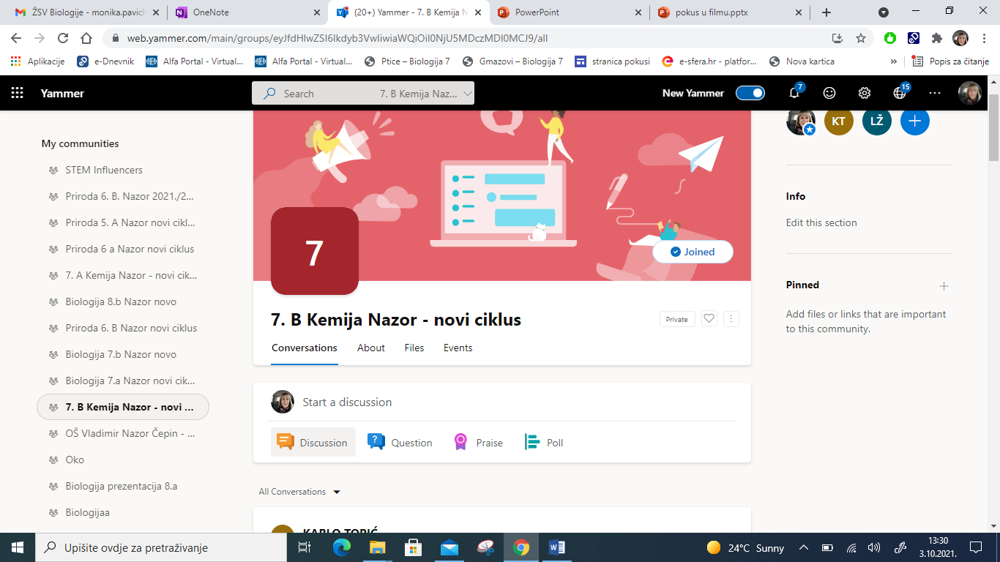 ŽSV Biologije - monika.pavich
OneNote
(20+) Yammer - 7. B Kemija N
PowerPoint
pokus u filmu.pptx
web.yammer.com/main/groups/eyJfdHlwZSI6Ikdyb3VwIiwiaWQiOiI0NjU5MDczMDI0MCJ9/all
Aplikacije
e-Dnevnik
Alfa Portal - Virtual...
Alfa Portal - Virtual...
Ptice – Biologija 7
Gmazovi – Biologija 7
stranica pokusi
e-sfera.hr - platfor...
Nova kartica
»
Popis za čitanje
Yammer
Search
7. B Kemija Naz...
New Yammer
7
15
My communities
STEM Influencers
Priroda 6. B. Nazor 2021./2...
Priroda 5. A Nazor novi cikl...
Priroda 6 a Nazor novi ciklus
7. A Kemija Nazor - novi cik...
Biologija 8.b Nazor novo
Priroda 6. B Nazor novi ciklus
Biologija 7.b Nazor novo
Biologija 7.a Nazor novi cik...
7. B Kemija Nazor - novi ...
OŠ Vladimir Nazor Čepin - ...
Oko
Biologija prezentacija 8.a
Biologijaa
7
Joined
7. B Kemija Nazor - novi ciklus
Private
Conversations
About
Files
Events
Start a discussion
Discussion
Question
Praise
Poll
All Conversations
KARLO TOPIĆ
KT
LŽ
Info
Edit this section
Pinned
Add files or links that are important
to this community.
Upišite ovdje za pretraživanje
24°C Sunny
13:30
3.10.2021.